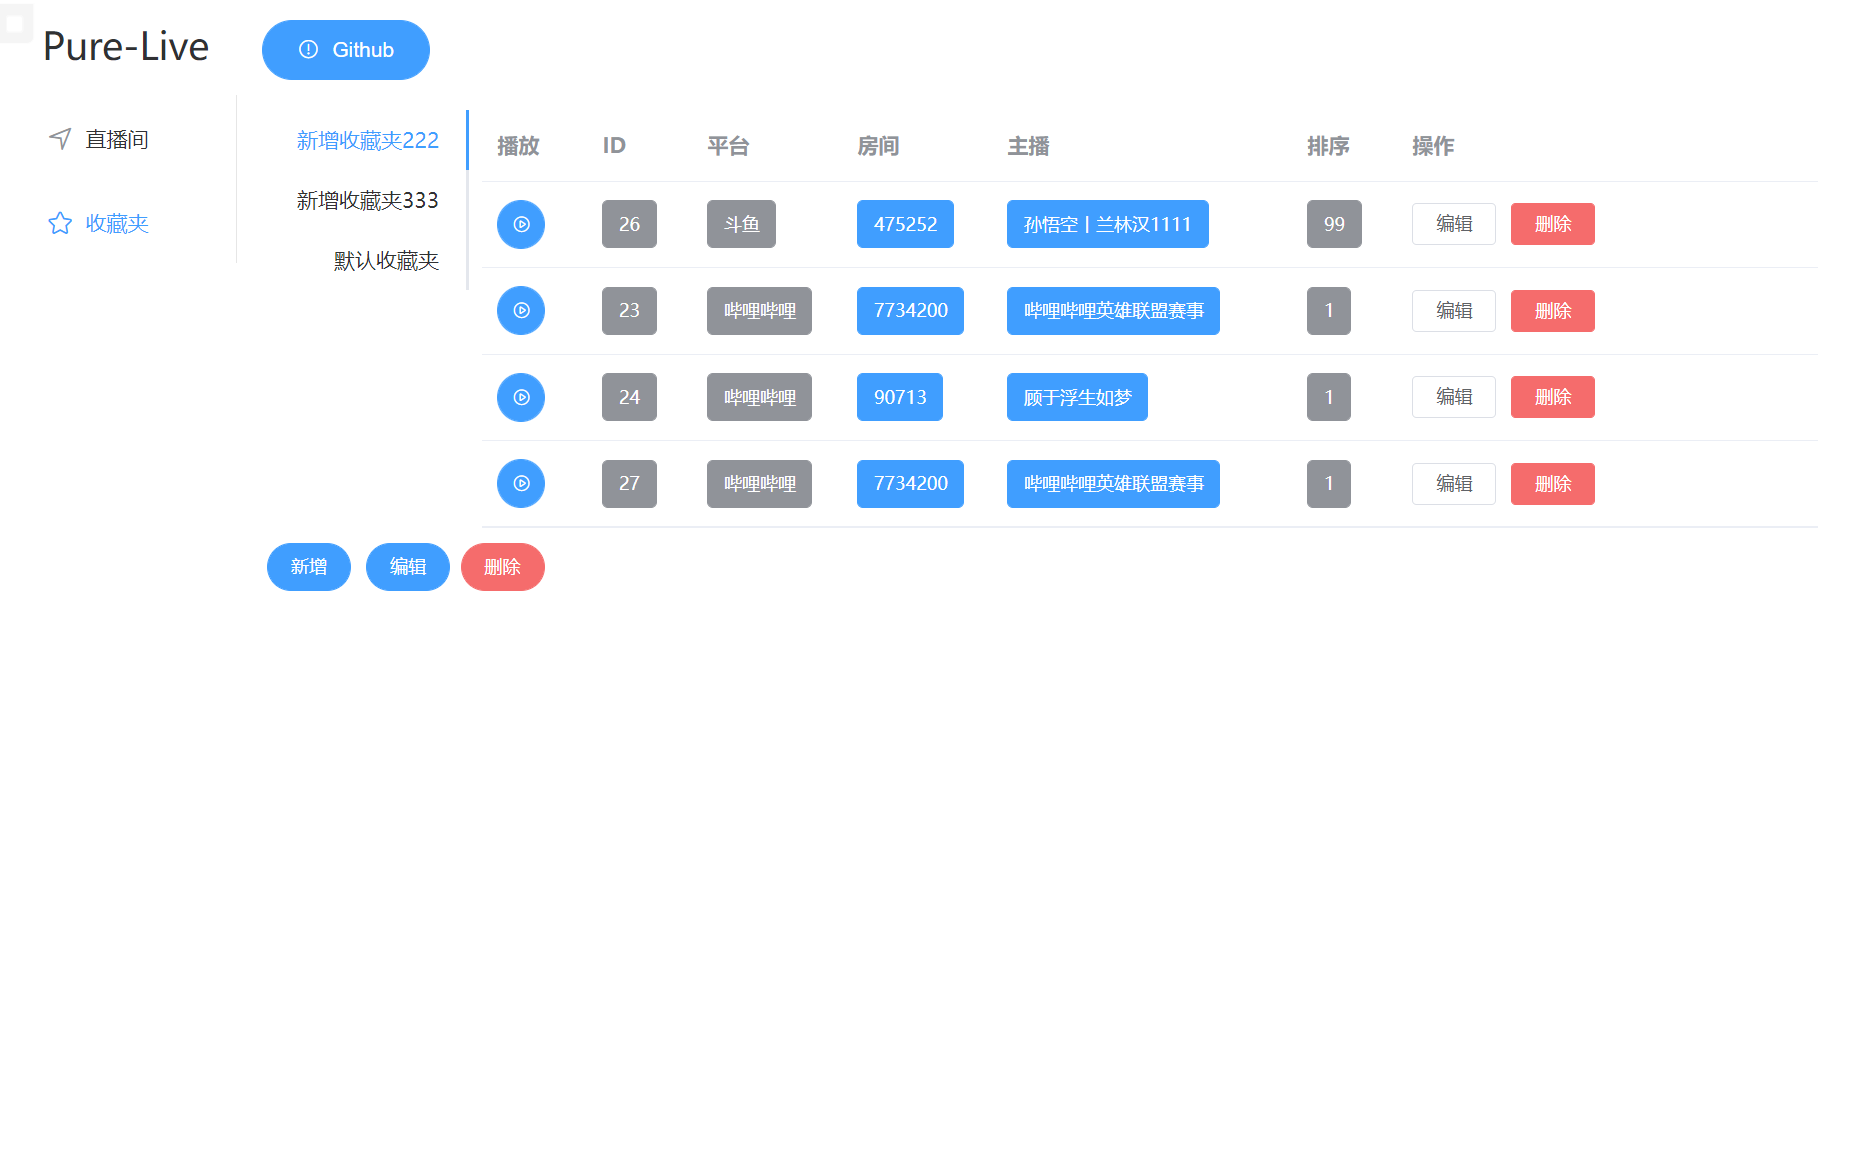 Pure-Live
Github
直播间
收藏夹
新增收藏夹222
新增收藏夹333
默认收藏夹
播放 ID 平台 房间 主播 排序 操作
26 斗鱼 475252 孙悟空丨兰林汉1111 99 编辑 删除
23 哔哩哔哩 7734200 哔哩哔哩英雄联盟赛事 1 编辑 删除
24 哔哩哔哩 90713 顾于浮生如梦 1 编辑 删除
27 哔哩哔哩 7734200 哔哩哔哩英雄联盟赛事 1 编辑 删除
新增 编辑 删除